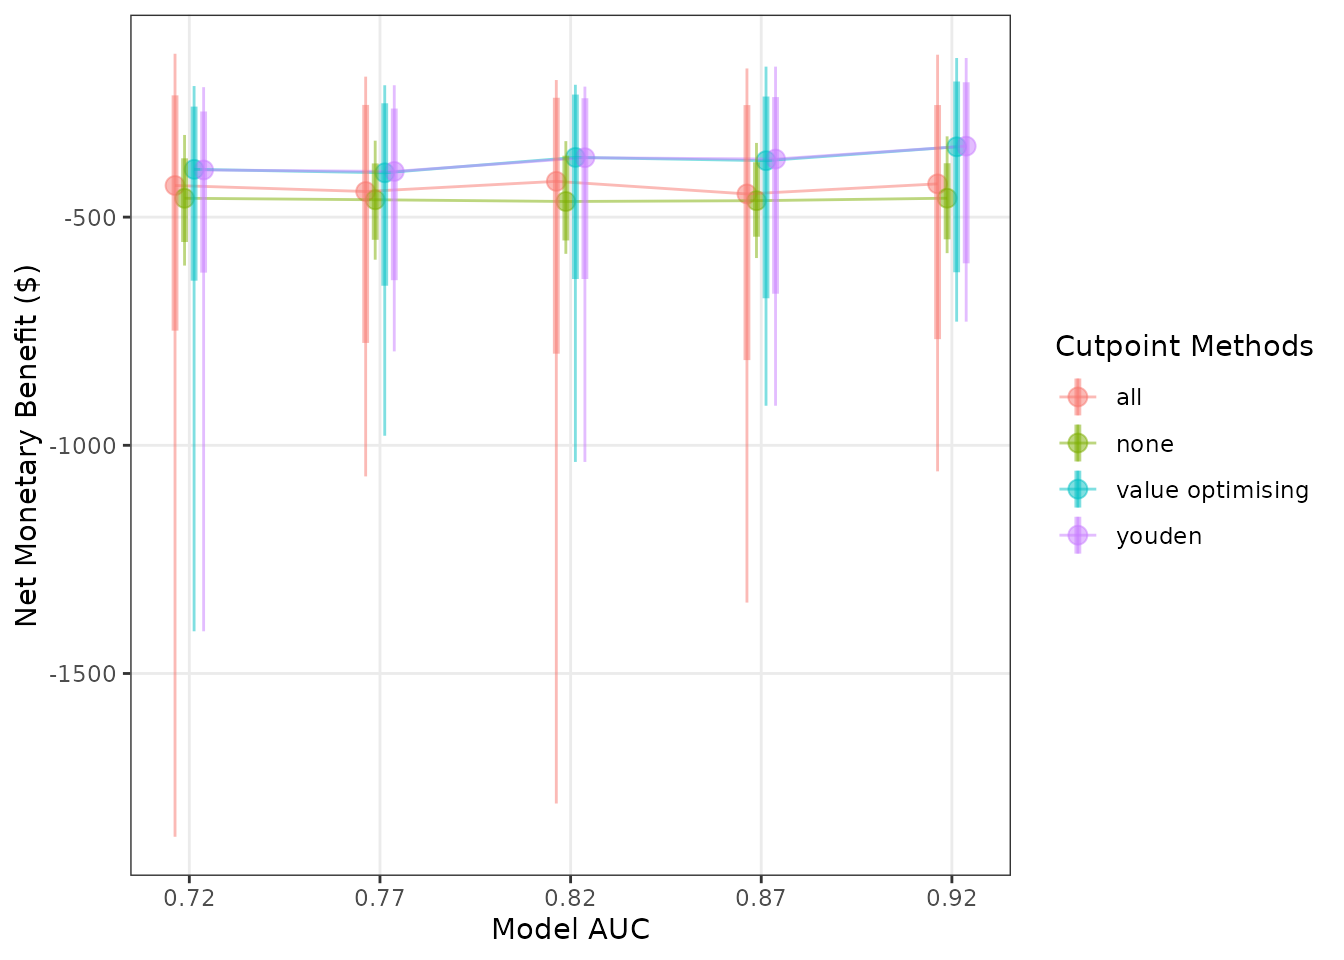 Net Monetary Benefit ($)
-500
-1000
-1500
0.72
0.77
0.82
0.87
0.92
Model AUC
Cutpoint Methods
all
none
value optimising
youden